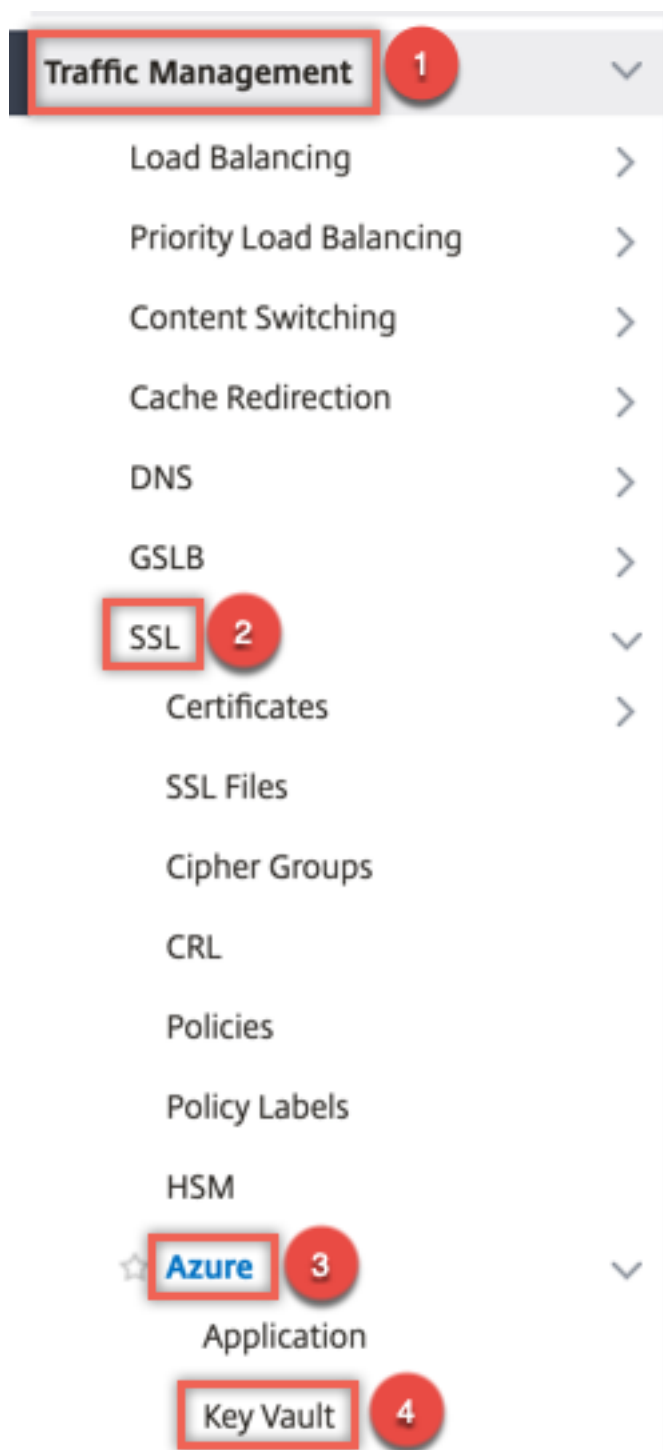 Traffic Management 1
Load Balancing
Priority Load Balancing
Content Switching
Cache Redirection
DNS
GSLB
SSL 2
Certificates
SSL Files
Cipher Groups
CRL
Policies
Policy Labels
HSM
Azure 3
Application
Key Vault 4